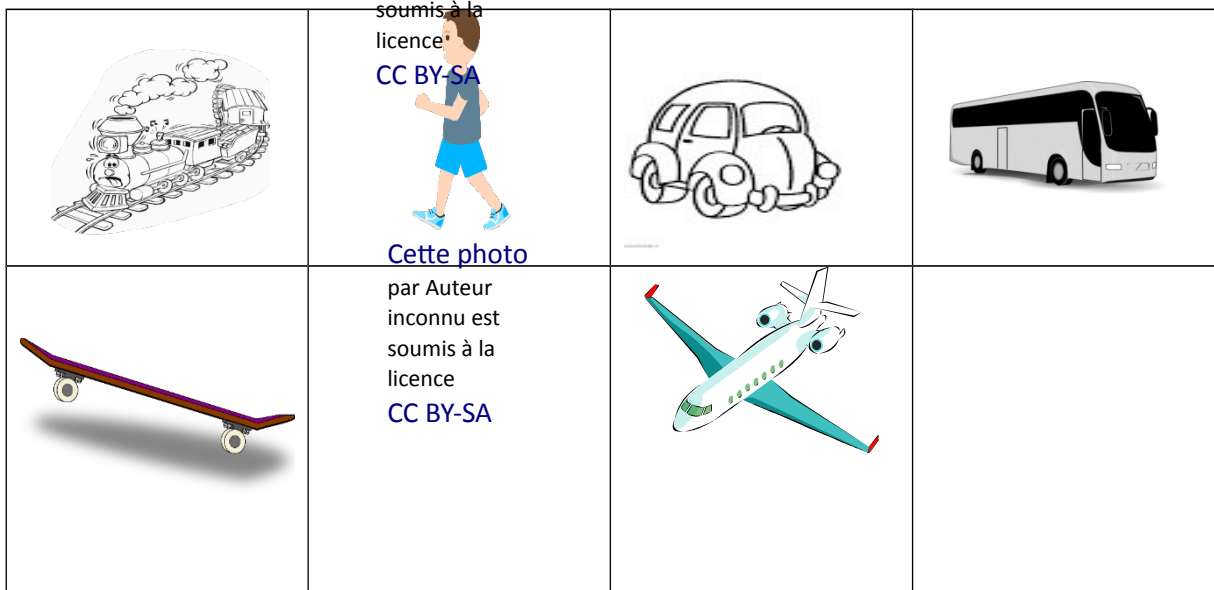 soumis à la
licence
CC BY-SA
Cette photo
par Auteur
inconnu est
soumis à la
licence
CC BY-SA